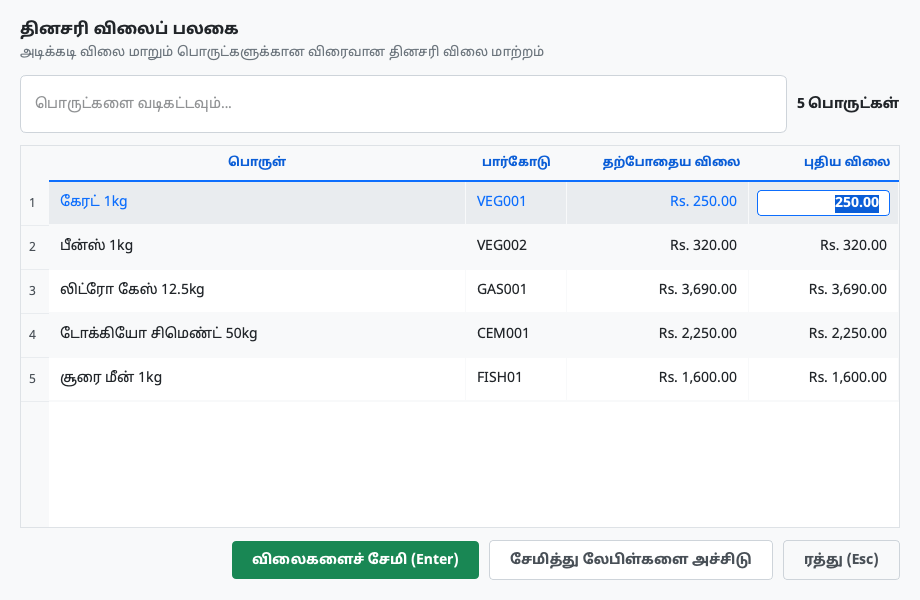 தினசரி விலைப் பலகை
அடிக்கடி விலை மாறும் பொருட்களுக்கான விரைவான தினசரி விலை மாற்றம்
பொருட்களை வடிகட்டவும்... 5 பொருட்கள்
பொருள் பார்கோடு தற்போதைய விலை புதிய விலை
1 கேரட் 1kg VEG001 Rs. 250.00 250.00
2 பீன்ஸ் 1kg VEG002 Rs. 320.00 Rs. 320.00
3 லிட்ரோ கேஸ் 12.5kg GAS001 Rs. 3,690.00 Rs. 3,690.00
4 டோக்கியோ சிமெண்ட் 50kg CEM001 Rs. 2,250.00 Rs. 2,250.00
5 சூரை மீன் 1kg FISH01 Rs. 1,600.00 Rs. 1,600.00
விலைகளைச் சேமி (Enter) சேமித்து லேபிள்களை அச்சிடு ரத்து (Esc)